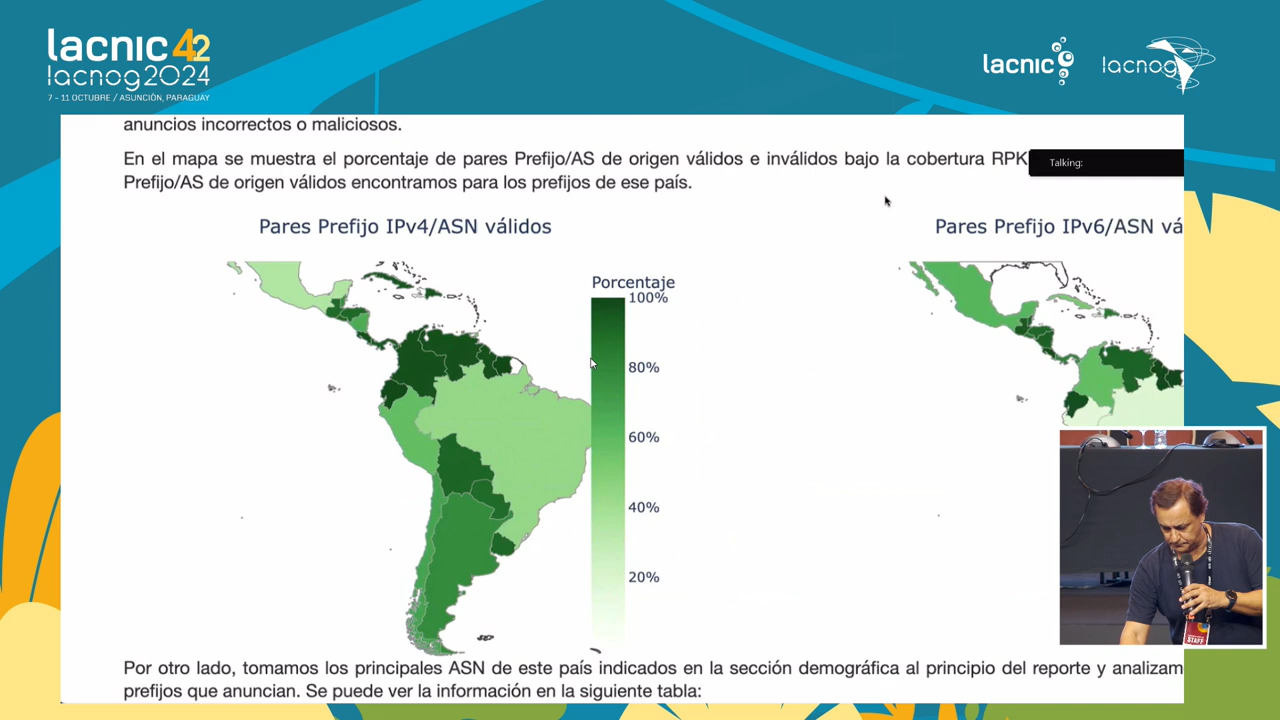 lacnic 42
lacnog2024
7 - 11 OCTUBRE / ASUNCIÓN, PARAGUAY
lacnic
lacnog
anuncios incorrectos o maliciosos.
En el mapa se muestra el porcentaje de pares Prefijo/AS de origen válidos e inválidos bajo la cobertura RPK
Prefijo/AS de origen válidos encontramos para los prefijos de ese país.
Talking:
Pares Prefijo IPv4/ASN válidos
Pares Prefijo IPv6/ASN vá
Porcentaje
100%
80%
60%
40%
20%
Por otro lado, tomamos los principales ASN de este país indicados en la sección demográfica al principio del reporte y analizam
prefijos que anuncian. Se puede ver la información en la siguiente tabla:
STAFF